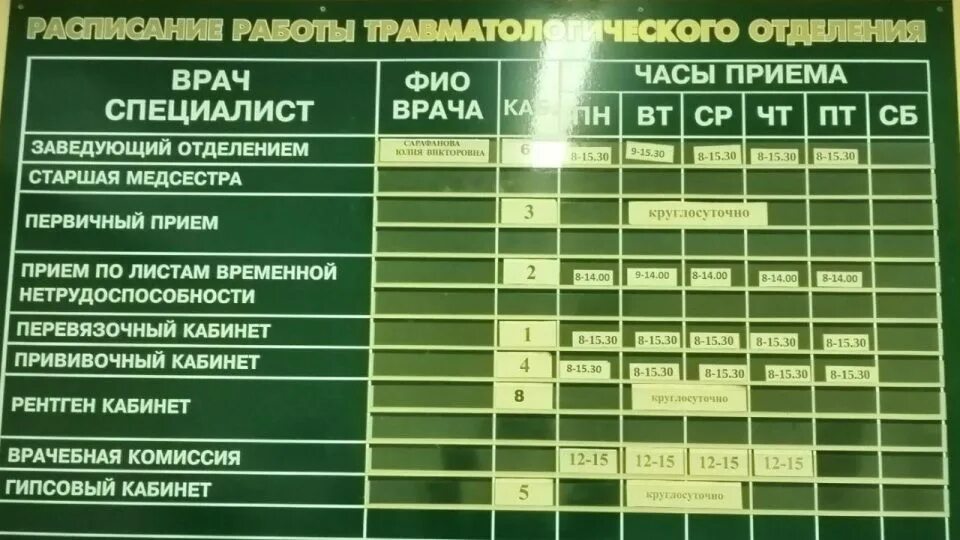 РАСПИСАНИЕ РАБОТЫ ТРАВМАТОЛОГИЧЕСКОГО ОТДЕЛЕНИЯ
ВРАЧ СПЕЦИАЛИСТ ФИО ВРАЧА КАБ ЧАСЫ ПРИЕМА
ПН ВТ СР ЧТ ПТ СБ
ЗАВЕДУЮЩИЙ ОТДЕЛЕНИЕМ САРАФАНОВА ЮЛИЯ ВИКТОРОВНА 6 8-15.30 9-15.30 8-15.30 8-15.30 8-15.30
СТАРШАЯ МЕДСЕСТРА
ПЕРВИЧНЫЙ ПРИЕМ 3 круглосуточно
ПРИЕМ ПО ЛИСТАМ ВРЕМЕННОЙ
НЕТРУДОСПОСОБНОСТИ 2 8-14.00 9-14.00 8-14.00 8-14.00 8-14.00
ПЕРЕВЯЗОЧНЫЙ КАБИНЕТ 1 8-15.30 8-15.30 8-15.30 8-15.30 8-15.30
ПРИВИВОЧНЫЙ КАБИНЕТ 4 8-15.30 8-15.30 8-15.30 8-15.30 8-15.30
РЕНТГЕН КАБИНЕТ 8 круглосуточно
ВРАЧЕБНАЯ КОМИССИЯ 12-15 12-15 12-15 12-15
ГИПСОВЫЙ КАБИНЕТ 5 круглосуточно